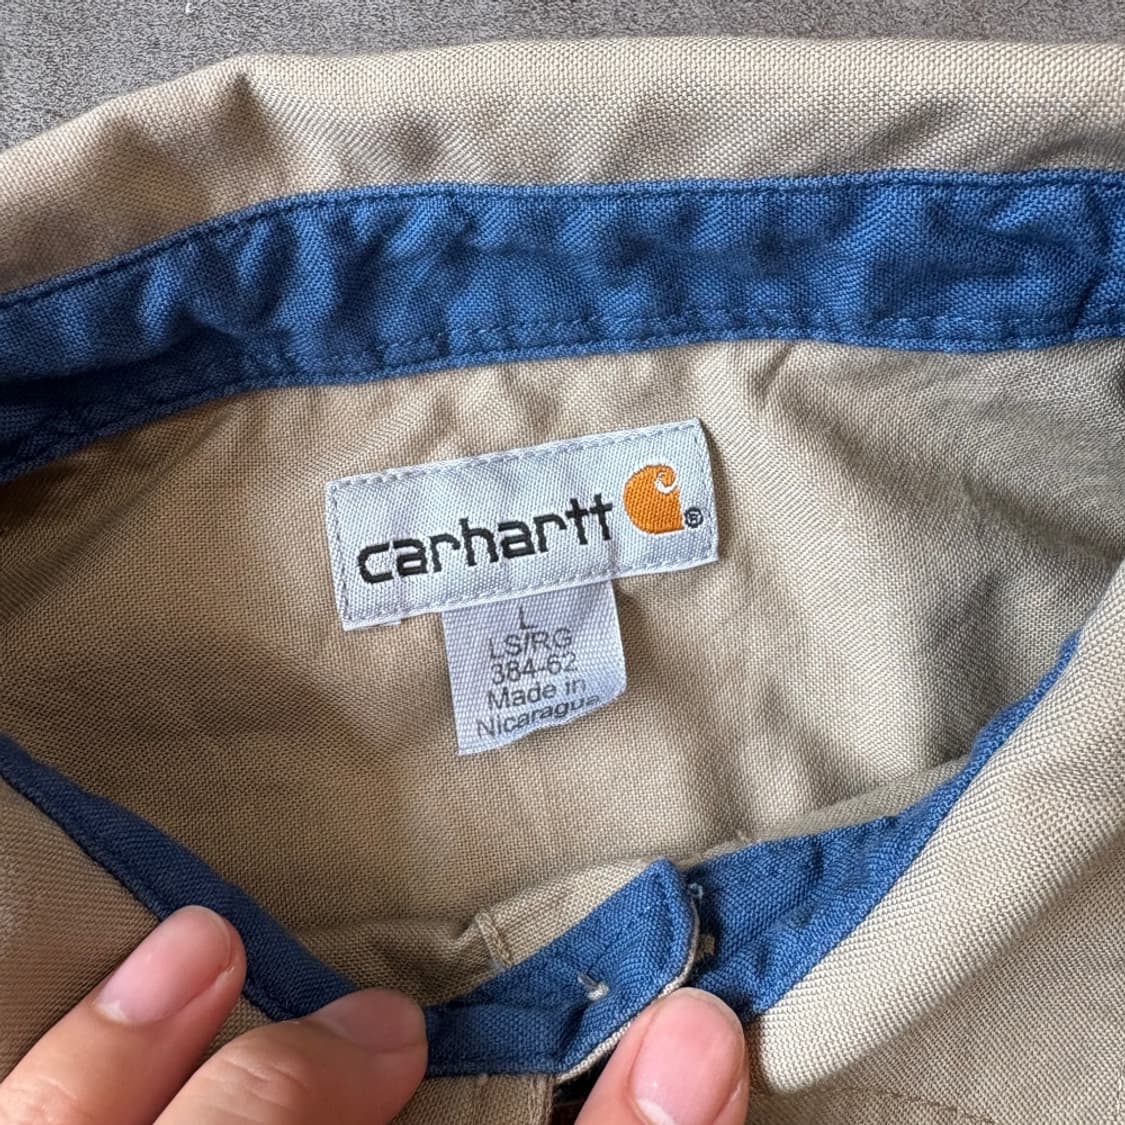 carhartt ®
L
LS/RG
384-62
Made in
Nicaragua